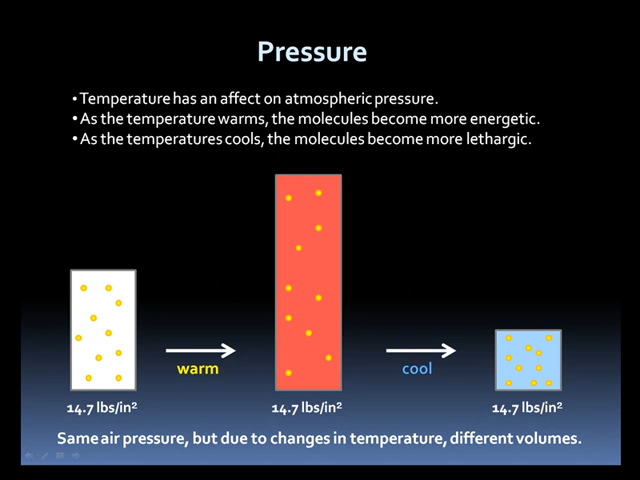 Pressure
• Temperature has an affect on atmospheric pressure.
• As the temperature warms, the molecules become more energetic.
• As the temperatures cools, the molecules become more lethargic.
warm
cool
14.7 lbs/in²
14.7 lbs/in²
14.7 lbs/in²
Same air pressure, but due to changes in temperature, different volumes.